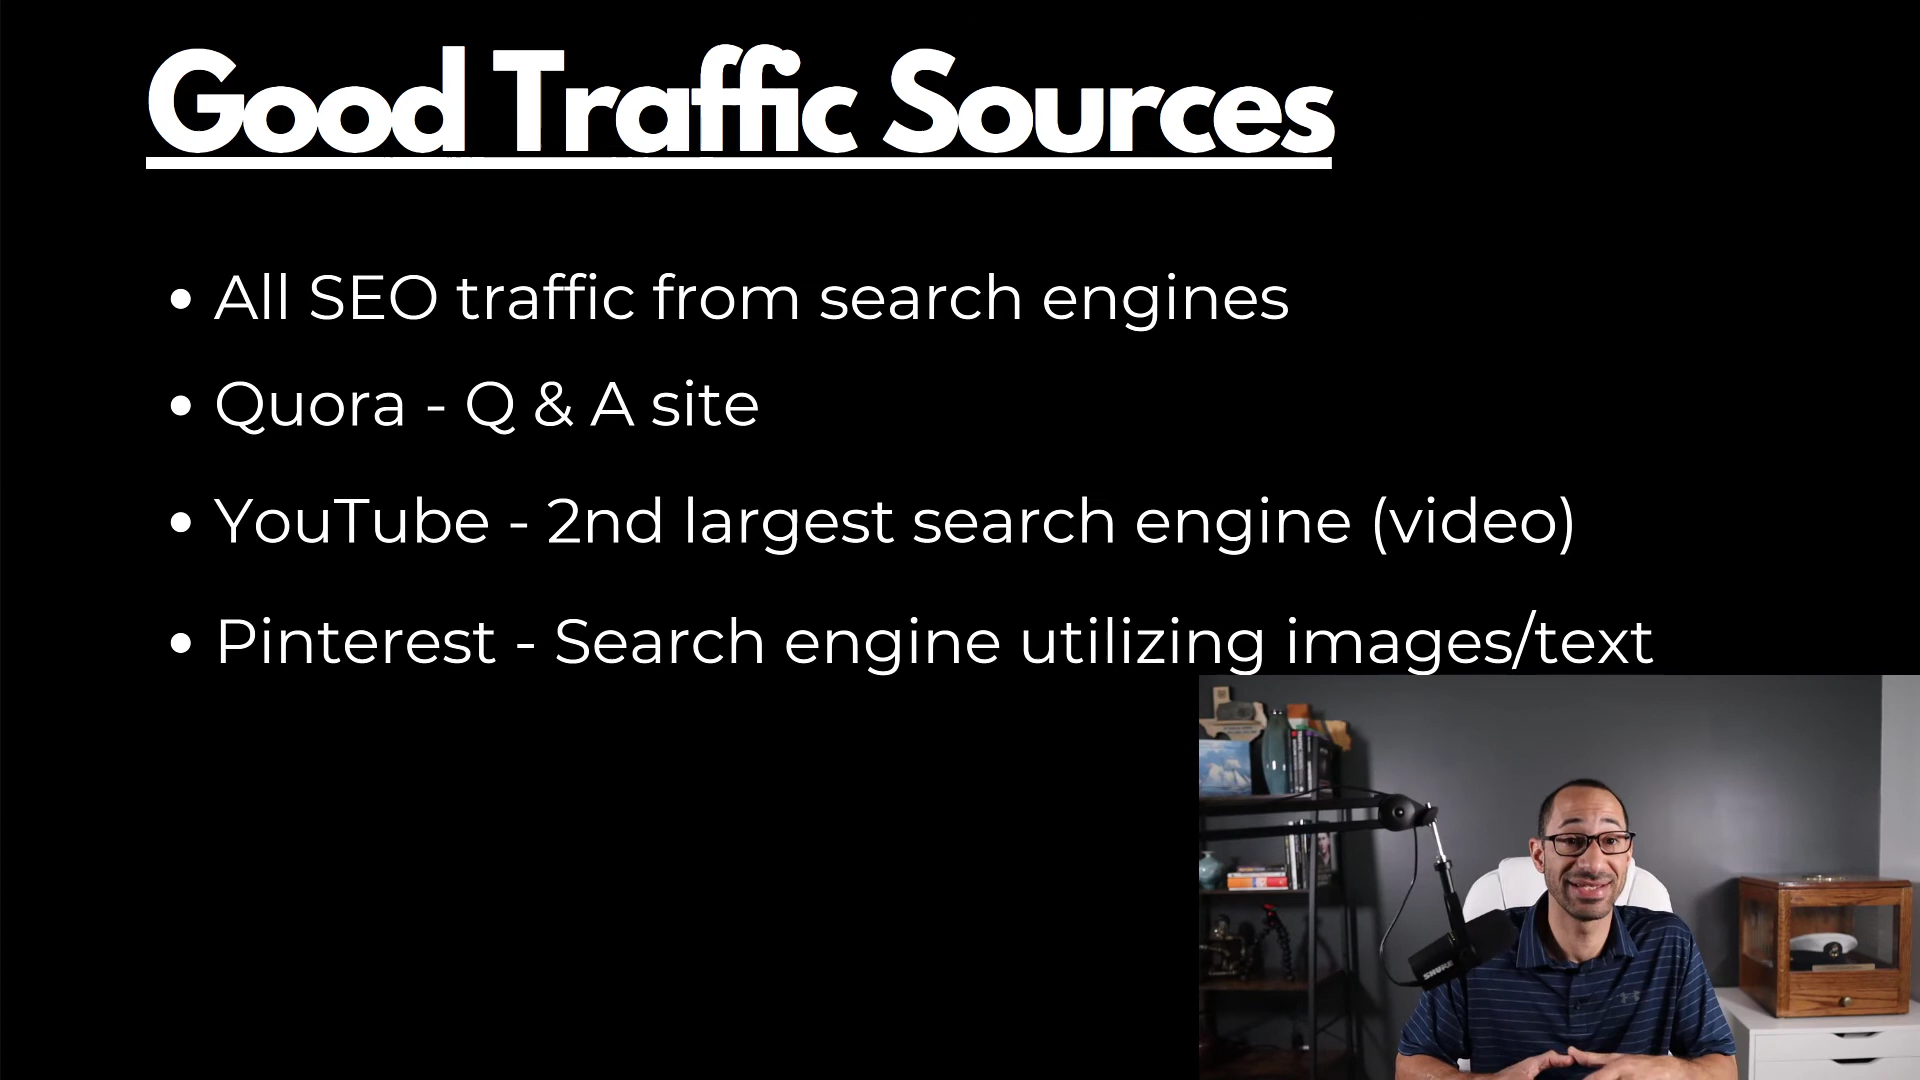 Good Traffic Sources
• All SEO traffic from search engines
• Quora - Q & A site
• YouTube - 2nd largest search engine (video)
• Pinterest - Search engine utilizing images/text
SHURE